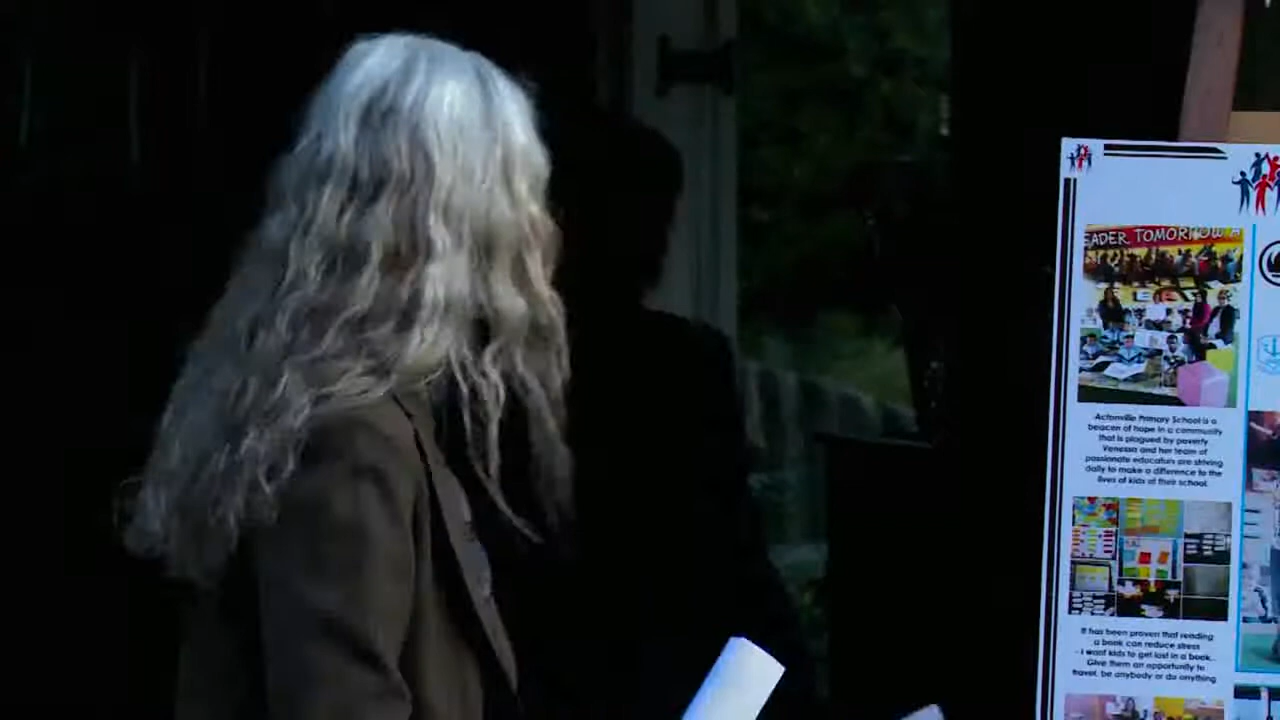 EADER TOMORROW A
Actonville Primary School is a
beacon of hope in a community
that is plagued by poverty
Venessa and her team of
passionate educators are striving
daily to make a difference to the
lives of kids at their school.
It has been proven that reading
a book can reduce stress
- I want kids to get lost in a book..
Give them an opportunity to
travel, be anybody or do anything